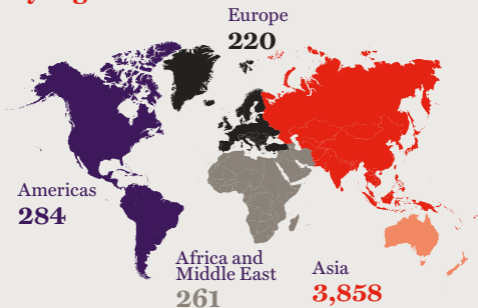 Europe
220
Americas
284
Africa and
Middle East
261
Asia
3,858